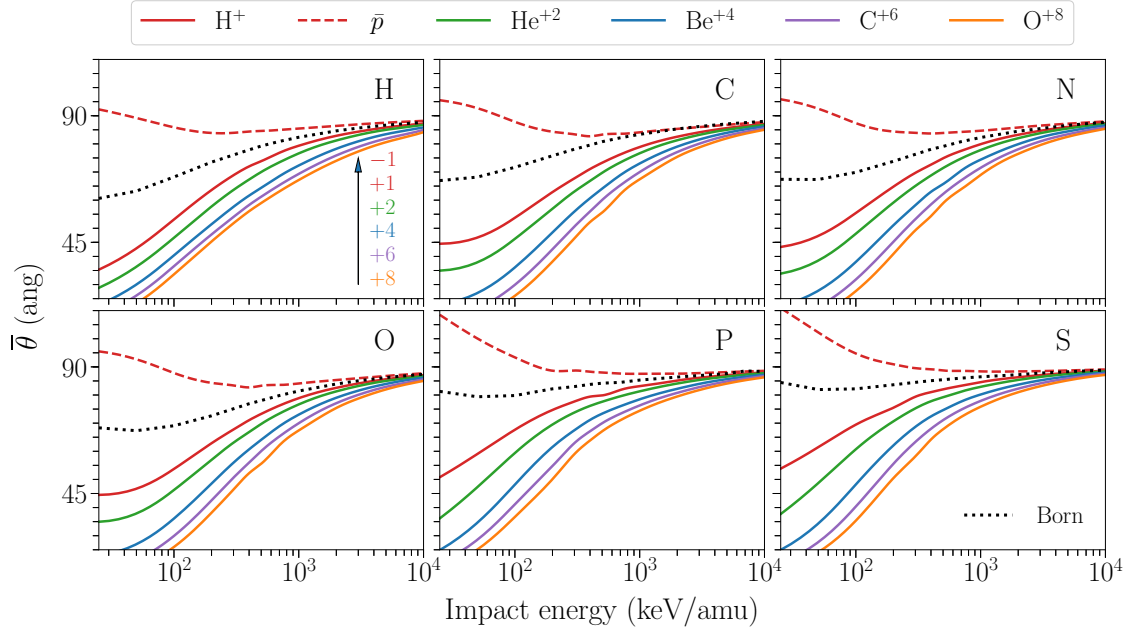 H⁺ p̄ He⁺² Be⁺⁴ C⁺⁶ O⁺⁸
H
C
N
90
45
−1
+1
+2
+4
+6
+8
O
P
S
90
45
Born
10² 10³ 10⁴ 10² 10³ 10⁴ 10² 10³ 10⁴
θ̄ (ang)
Impact energy (keV/amu)